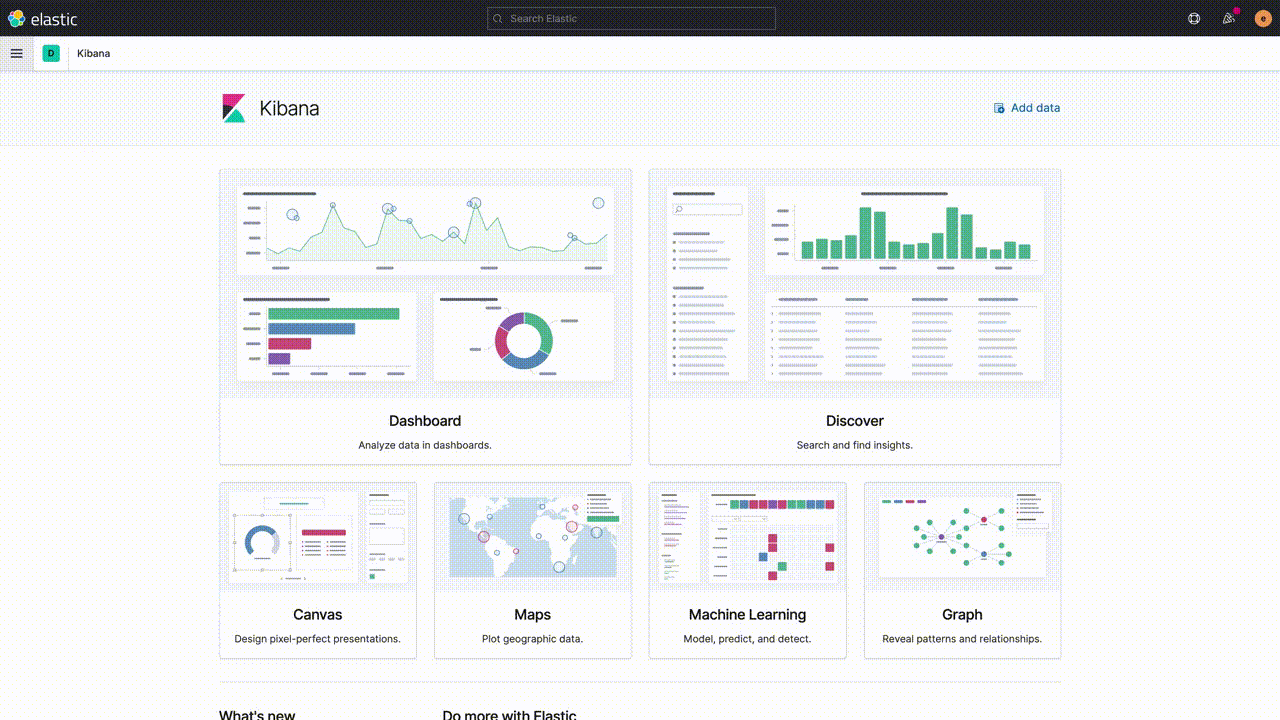 elastic
Search Elastic
e
D
Kibana
Kibana
Add data
Dashboard
Analyze data in dashboards.
Discover
Search and find insights.
Canvas
Design pixel-perfect presentations.
Maps
Plot geographic data.
Machine Learning
Model, predict, and detect.
Graph
Reveal patterns and relationships.
What's new
Do more with Elastic